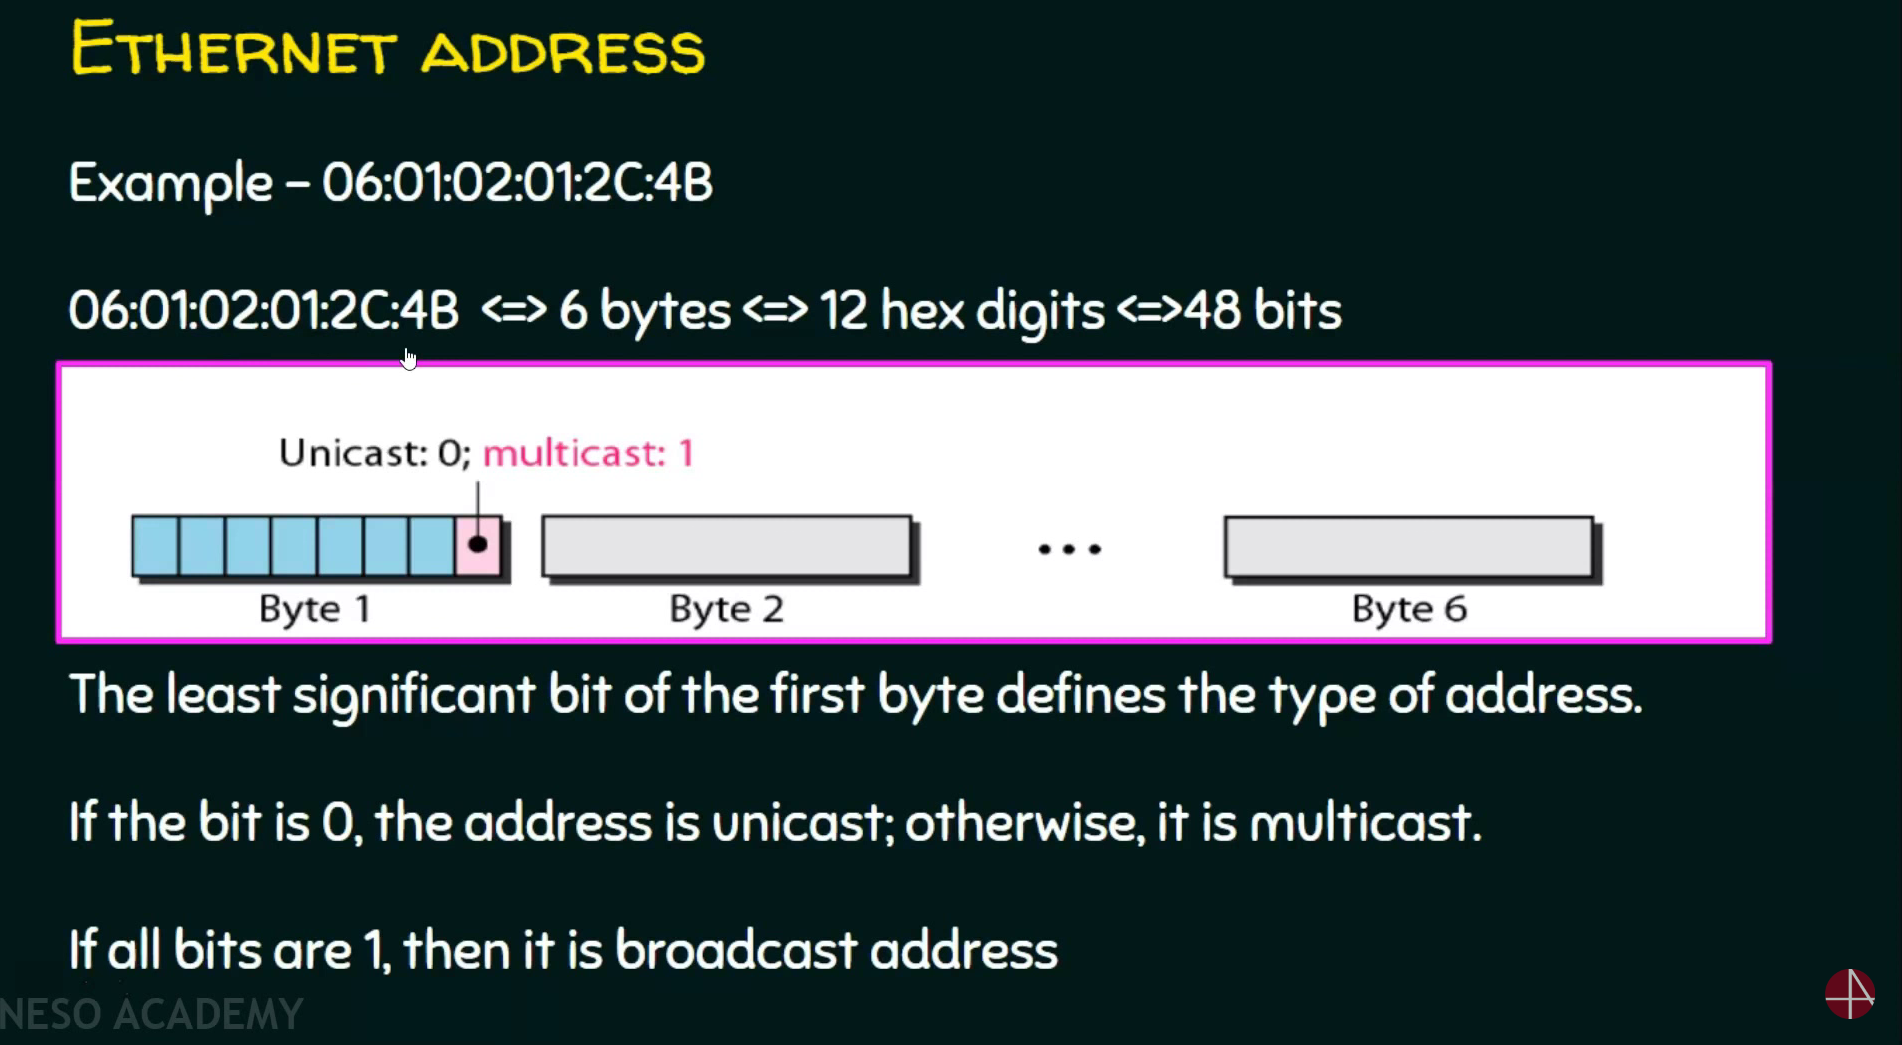 ETHERNET ADDRESS
Example – 06:01:02:01:2C:4B
06:01:02:01:2C:4B <=> 6 bytes <=> 12 hex digits <=>48 bits
Unicast: 0; multicast: 1
Byte 1 Byte 2 ... Byte 6
The least significant bit of the first byte defines the type of address.
If the bit is 0, the address is unicast; otherwise, it is multicast.
If all bits are 1, then it is broadcast address
NESO ACADEMY